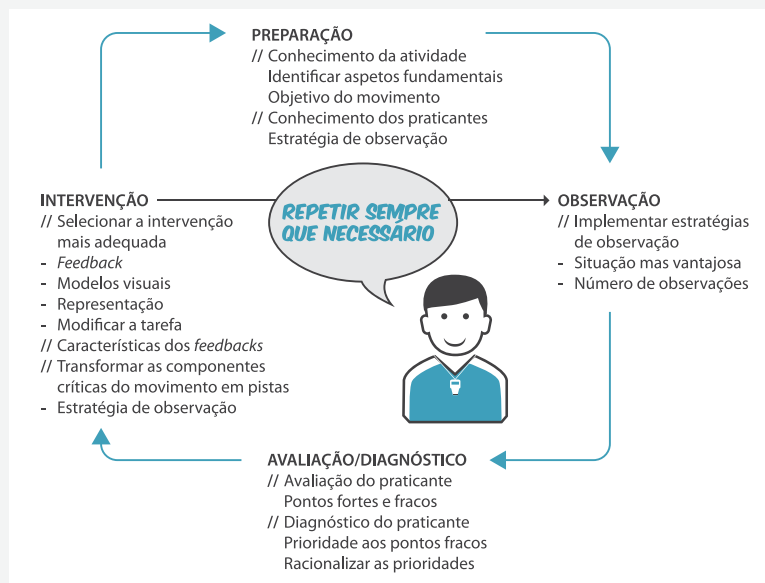 PREPARAÇÃO
// Conhecimento da atividade
Identificar aspetos fundamentais
Objetivo do movimento
// Conhecimento dos praticantes
Estratégia de observação
INTERVENÇÃO
// Selecionar a intervenção
mais adequada
- Feedback
- Modelos visuais
- Representação
- Modificar a tarefa
// Características dos feedbacks
// Transformar as componentes
críticas do movimento em pistas
- Estratégia de observação
REPETIR SEMPRE
QUE NECESSÁRIO
OBSERVAÇÃO
// Implementar estratégias
de observação
- Situação mas vantajosa
- Número de observações
AVALIAÇÃO/DIAGNÓSTICO
// Avaliação do praticante
Pontos fortes e fracos
// Diagnóstico do praticante
Prioridade aos pontos fracos
Racionalizar as prioridades